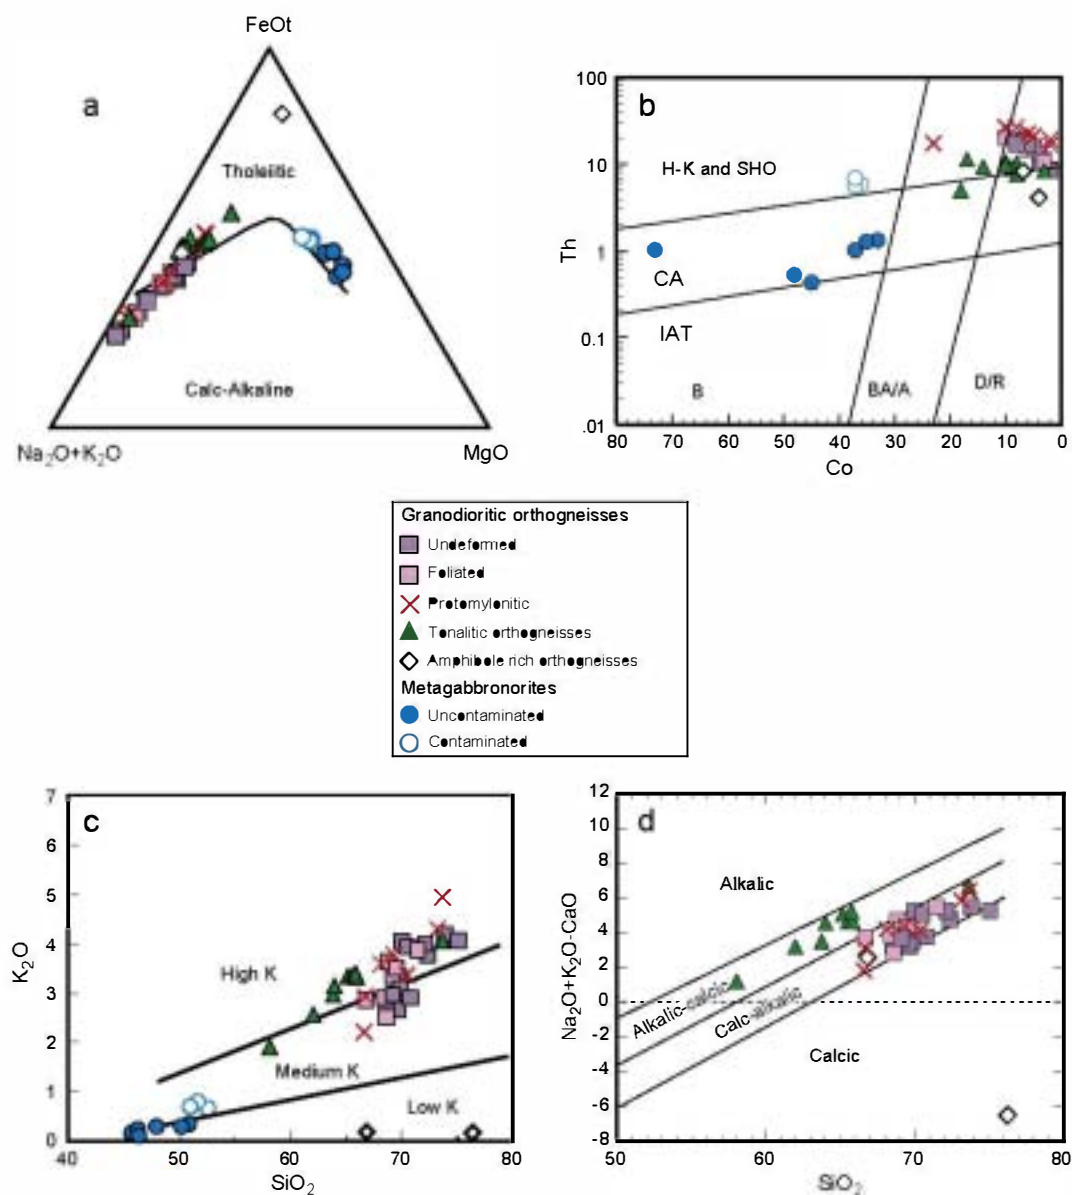 FeOt
a
Tholeiitic
Calc-Alkaline
Na₂O+K₂O
MgO
b
100
10
1
0.1
.01
Th
H-K and SHO
CA
IAT
B
BA/A
D/R
80 70 60 50 40 30 20 10 0
Co
Granodioritic orthogneisses
Undeformed
Foliated
Protomylonitic
Tonalitic orthogneisses
Amphibole rich orthogneisses
Metagabbronorites
Uncontaminated
Contaminated
c
7
6
5
4
3
2
1
0
K₂O
High K
Medium K
Low K
40 50 60 70 80
SiO₂
d
12
10
8
6
4
2
0
-2
-4
-6
-8
Na₂O+K₂O-CaO
Alkalic
Alkalic-calcic
Calc-alkalic
Calcic
50 60 70 80
SiO₂